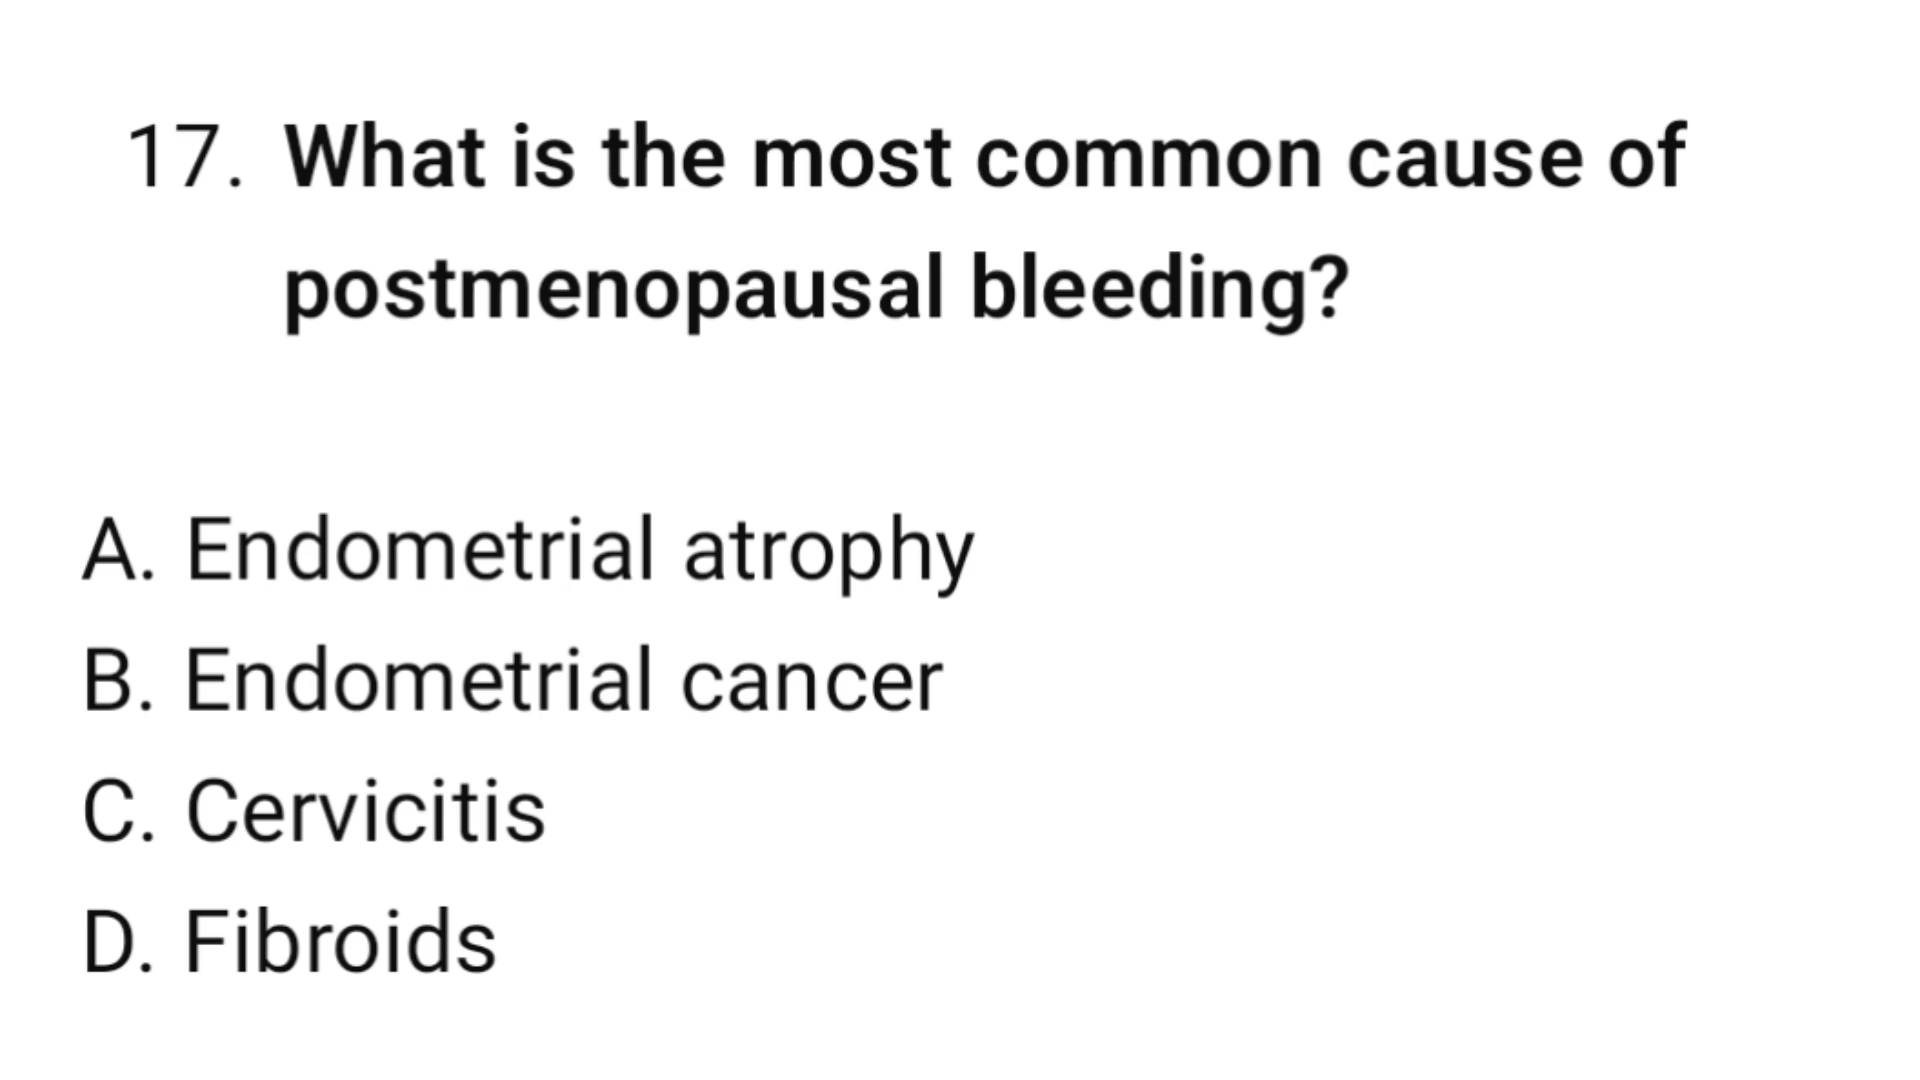 17. What is the most common cause of
postmenopausal bleeding?
A. Endometrial atrophy
B. Endometrial cancer
C. Cervicitis
D. Fibroids